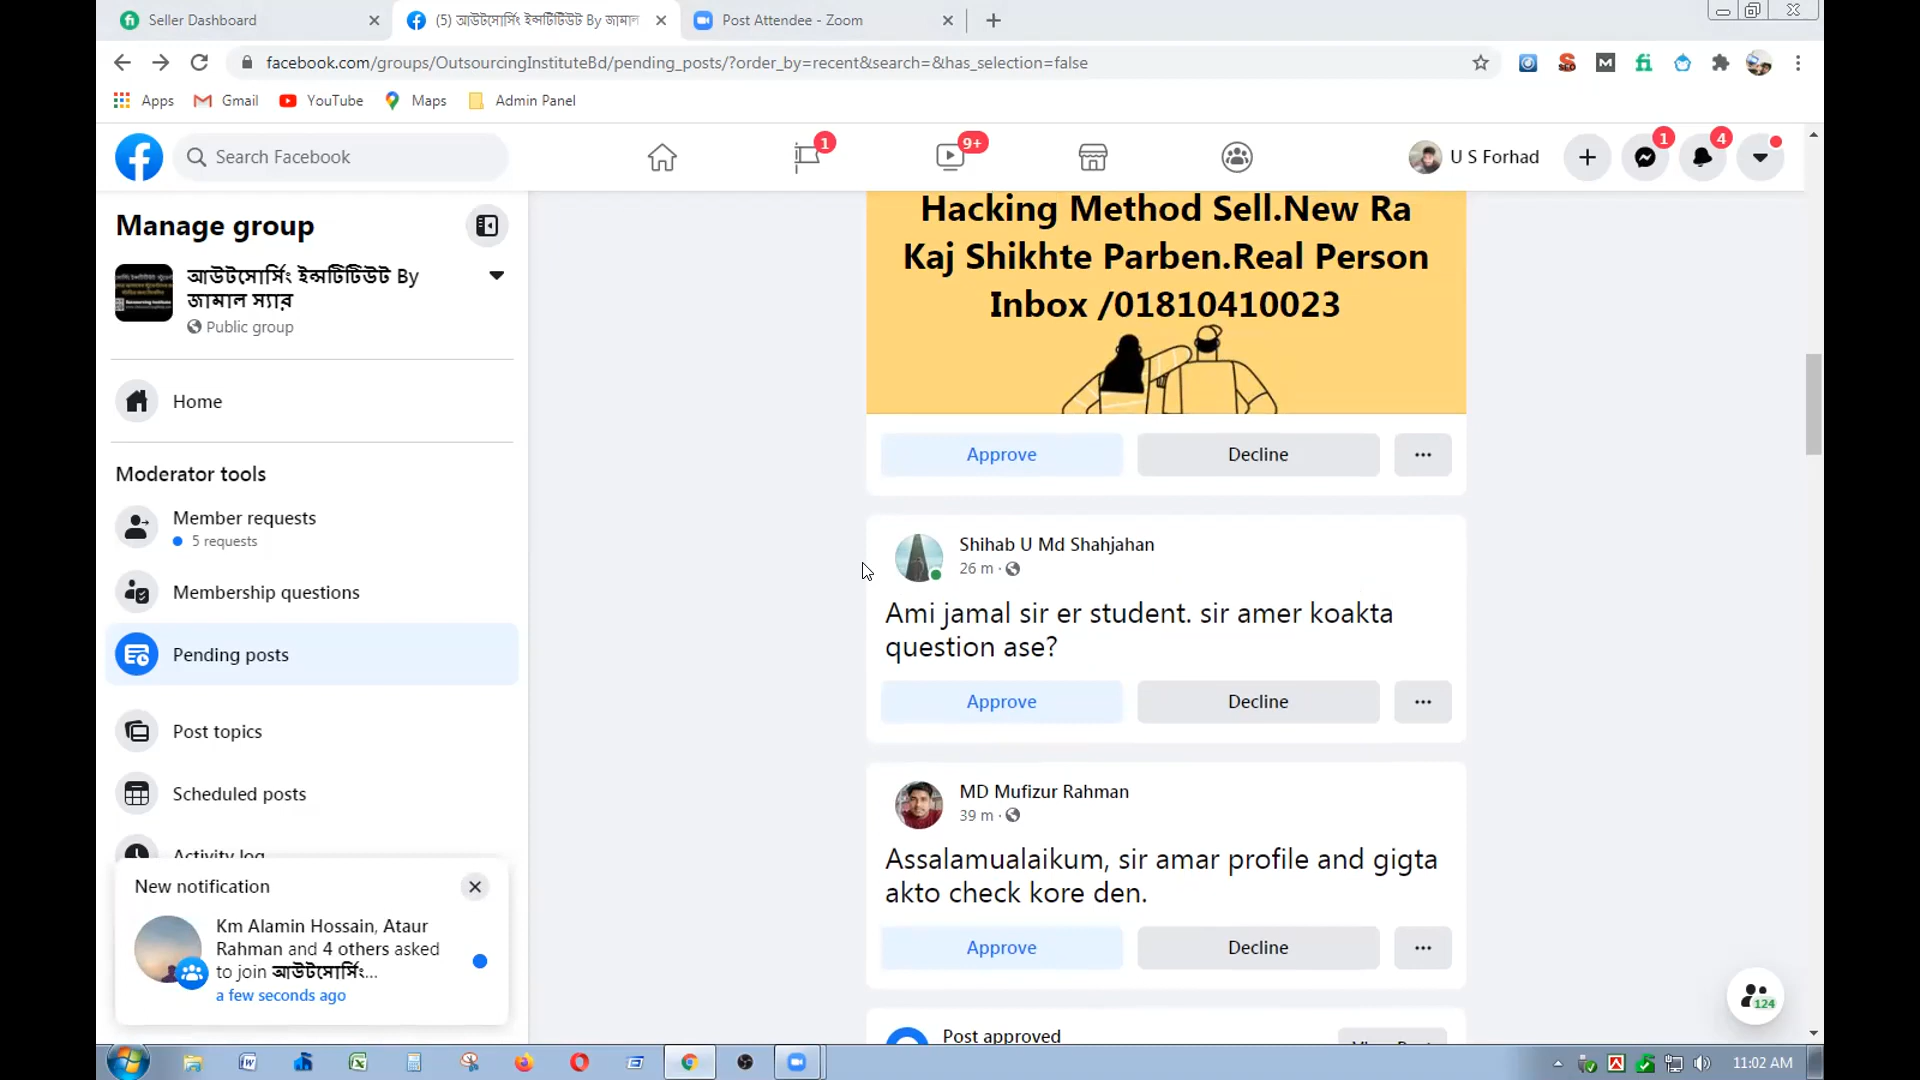 Seller Dashboard
(5) আউটসোর্সিং ইন্সটিটিউট By জামাল
Post Attendee - Zoom
facebook.com/groups/OutsourcingInstituteBd/pending_posts/?order_by=recent&search=&has_selection=false
Apps
Gmail
YouTube
Maps
Admin Panel
Search Facebook
1
9+
U S Forhad
1
4
Manage group
আউটসোর্সিং ইন্সটিটিউট By
জামাল স্যার
Public group
Home
Moderator tools
Member requests
5 requests
Membership questions
Pending posts
Post topics
Scheduled posts
Activity log
New notification
Km Alamin Hossain, Ataur
Rahman and 4 others asked
to join আউটসোর্সিং...
a few seconds ago
Hacking Method Sell.New Ra
Kaj Shikhte Parben.Real Person
Inbox /01810410023
Approve
Decline
Shihab U Md Shahjahan
26 m ·
Ami jamal sir er student. sir amer koakta
question ase?
Approve
Decline
MD Mufizur Rahman
39 m ·
Assalamualaikum, sir amar profile and gigta
akto check kore den.
Approve
Decline
Post approved
124
11:02 AM